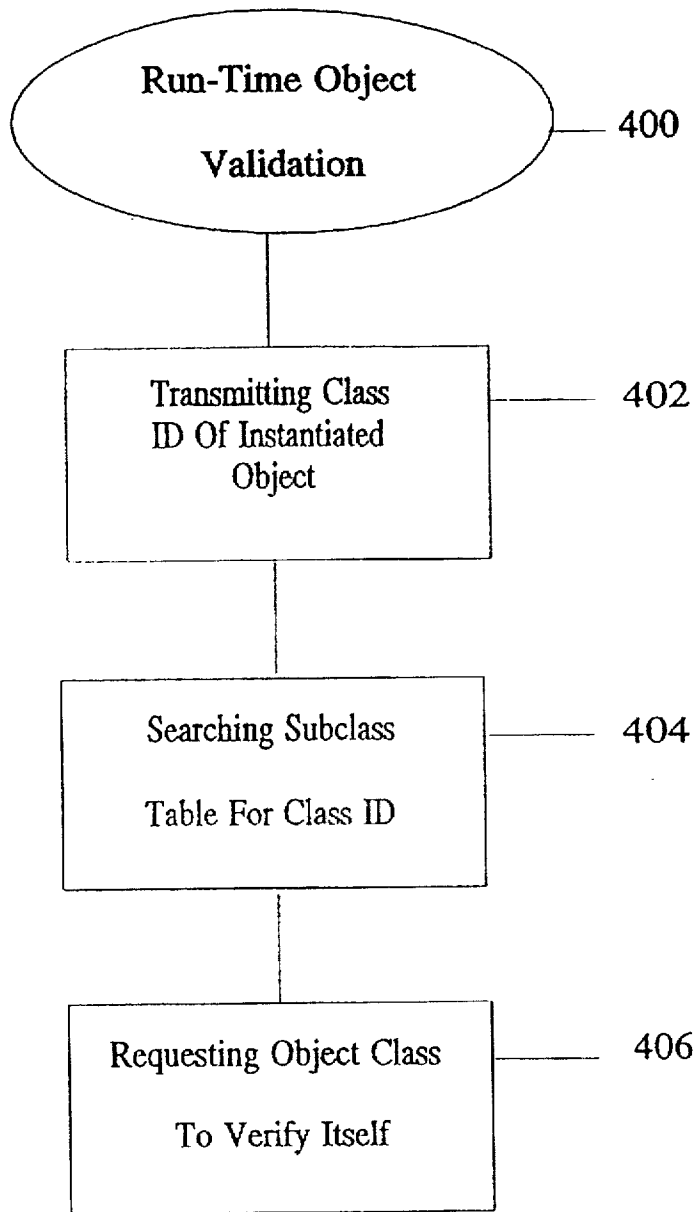 Run-Time Object
Validation
400
Transmitting Class
ID Of Instantiated
Object
402
Searching Subclass
Table For Class ID
404
Requesting Object Class
To Verify Itself
406